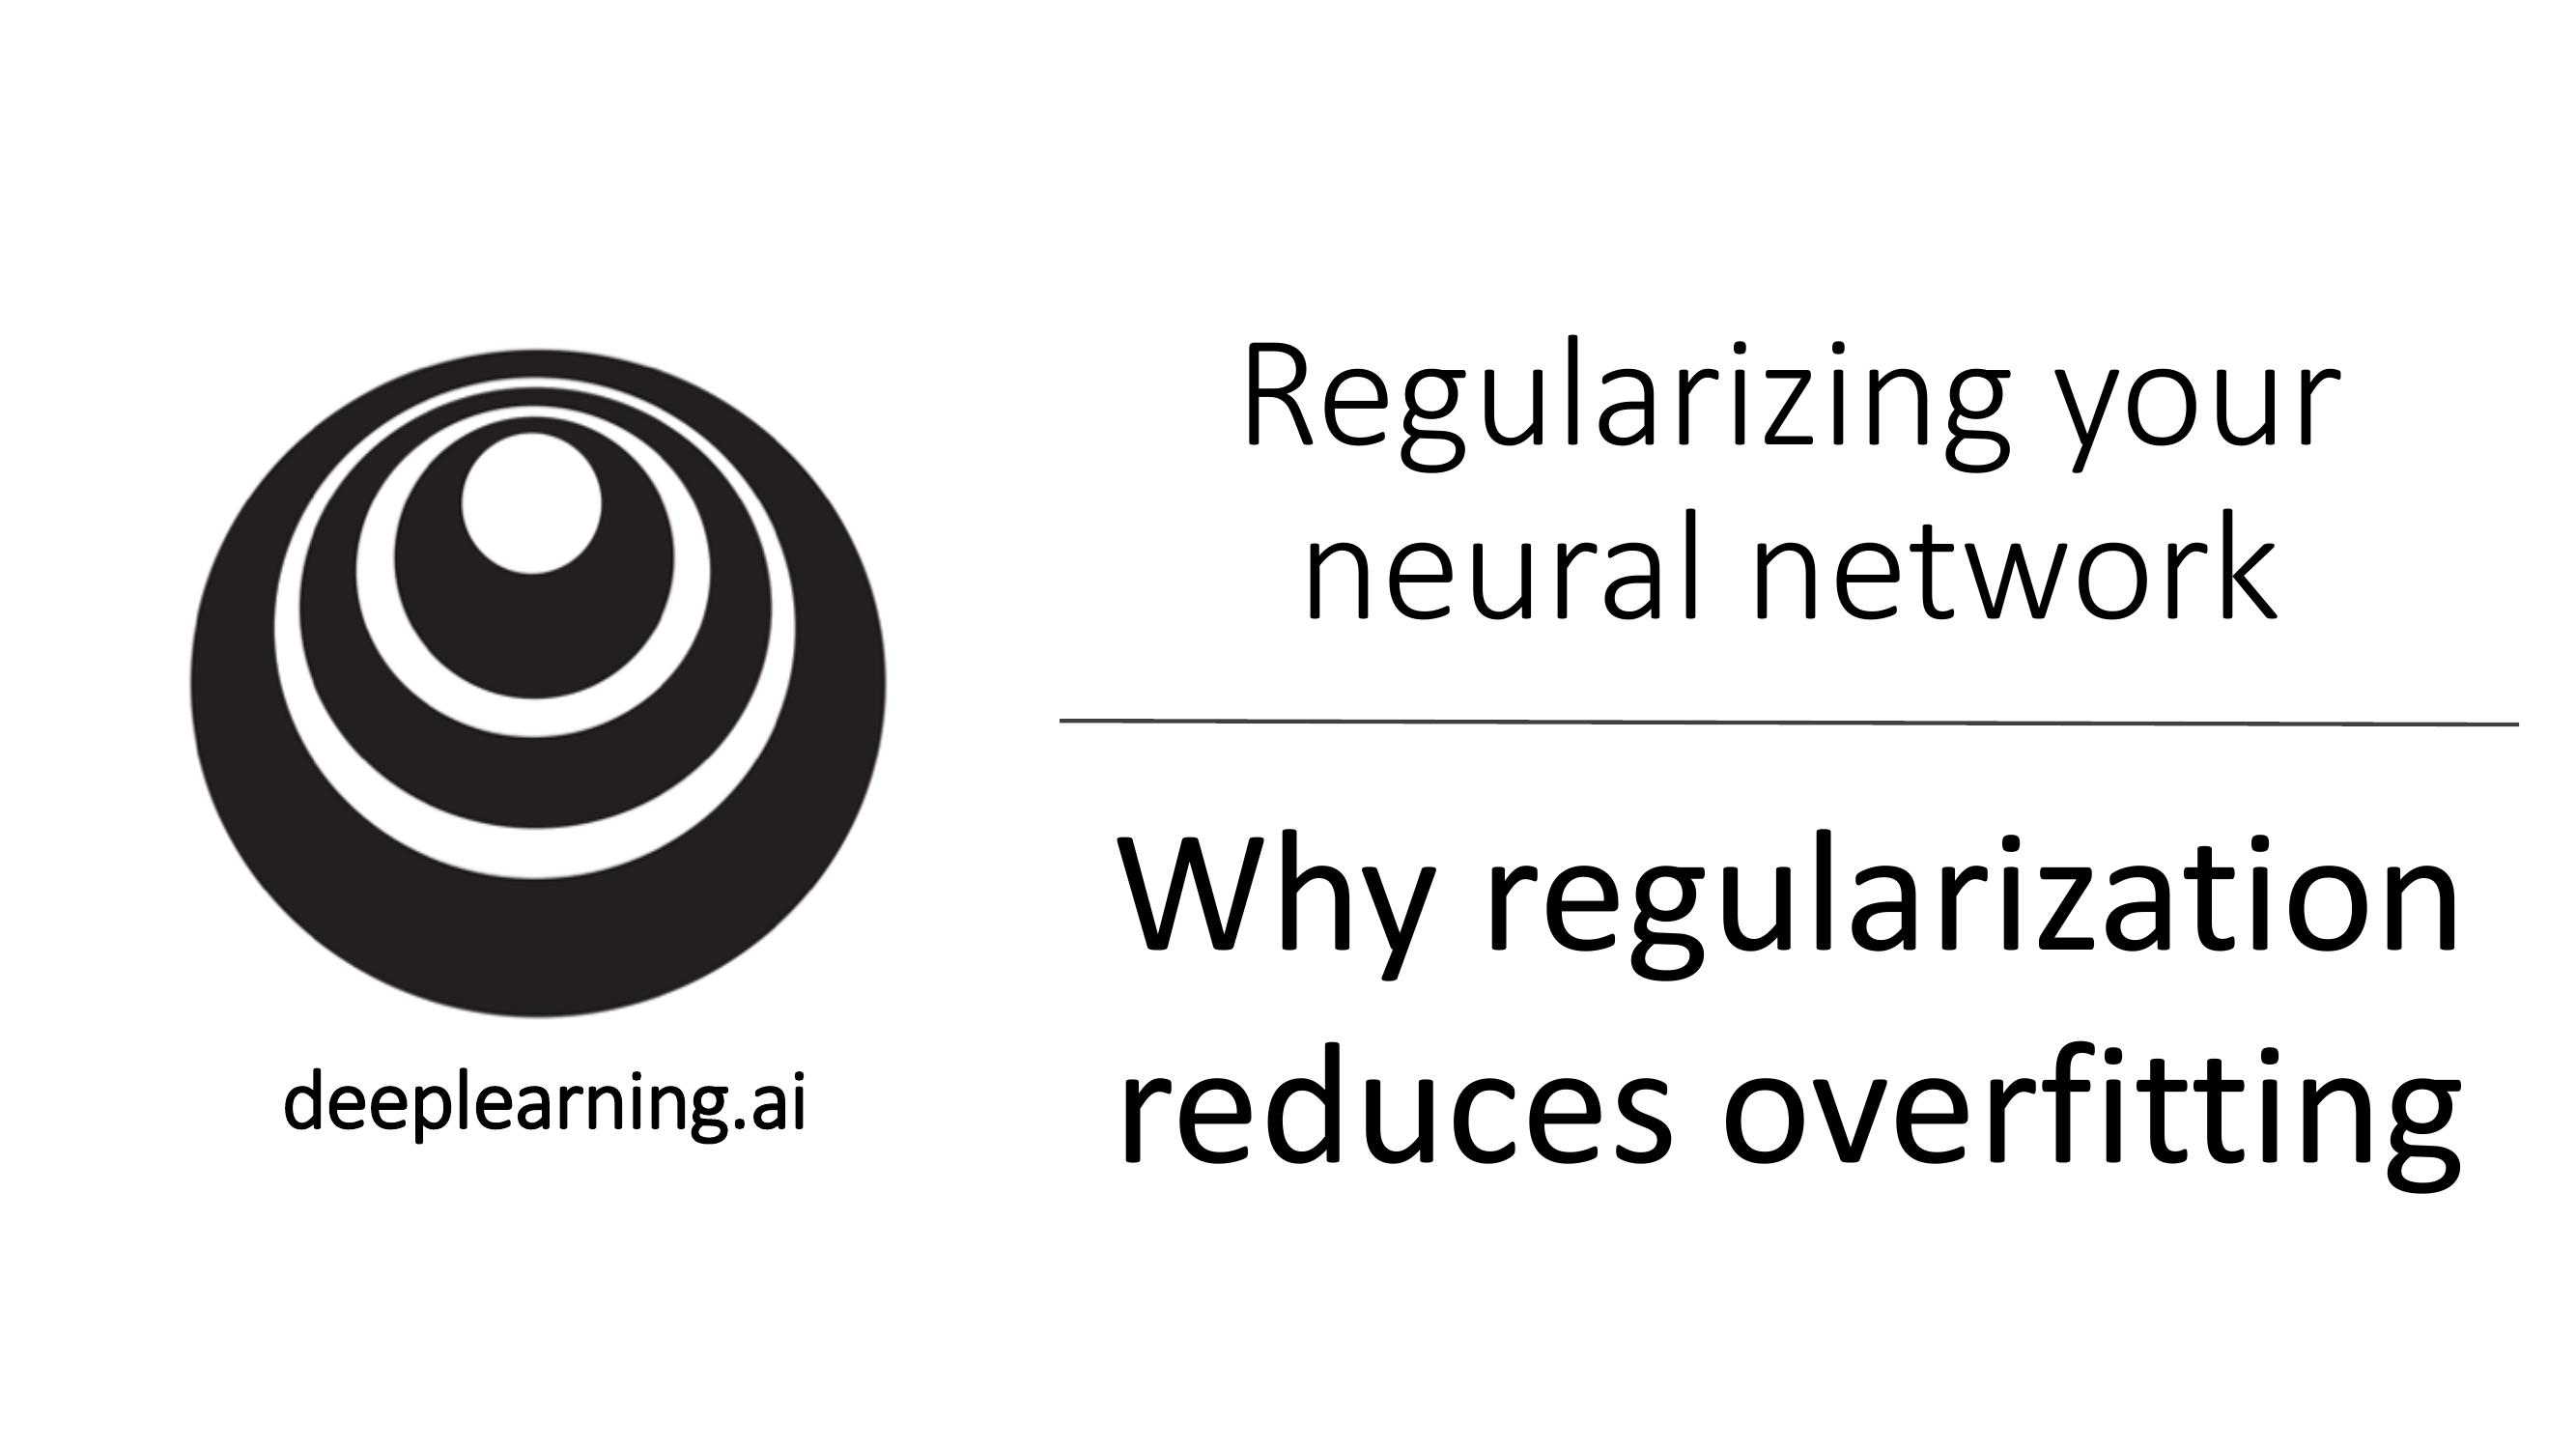 Regularizing your
neural network
Why regularization
reduces overfitting
deeplearning.ai